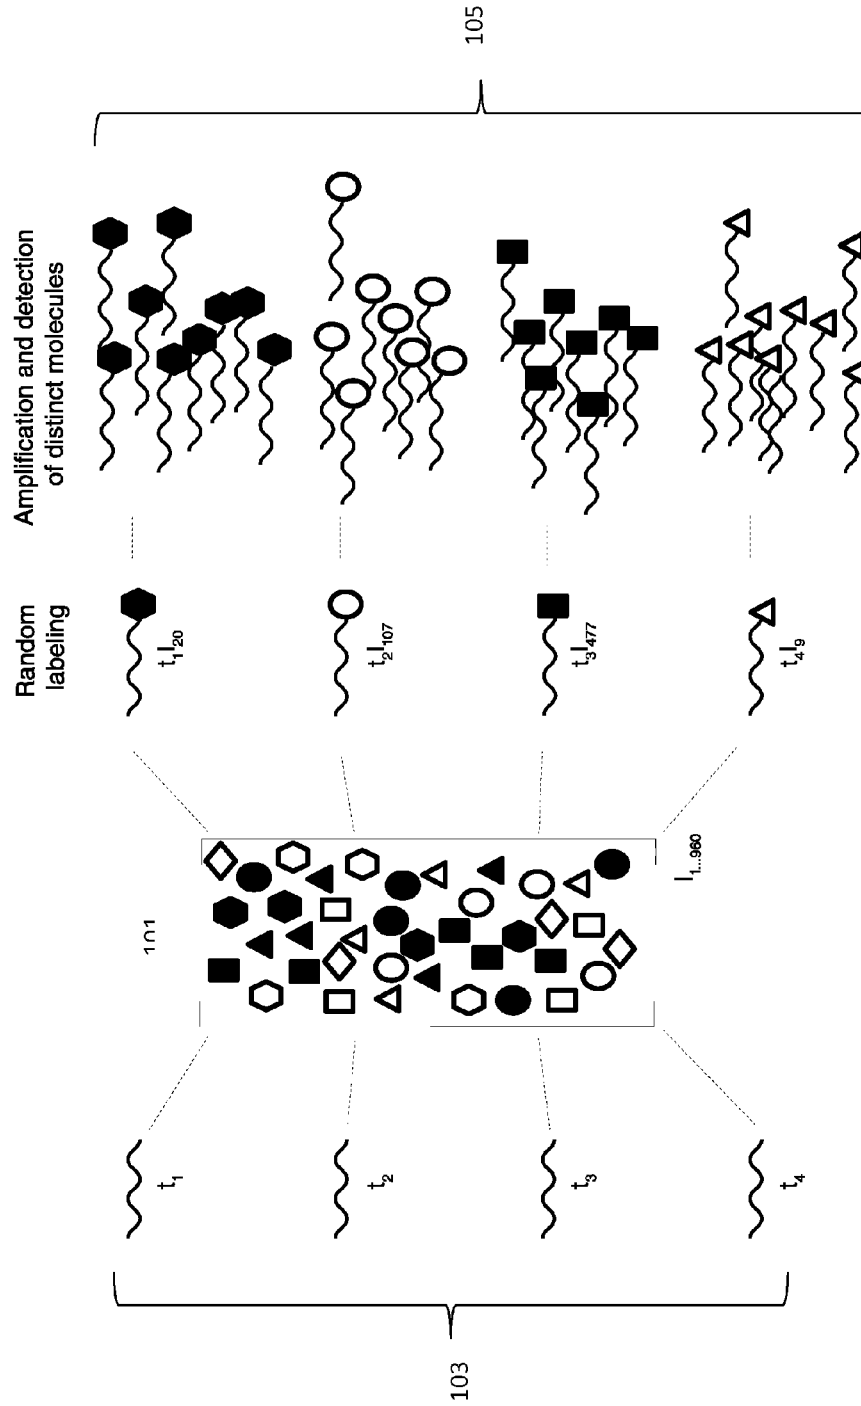 Random
labeling
Amplification and detection
of distinct molecules
101
t1
t1l20
t2
t2l107
t3
t3l477
t4
t4l9
l1...960
103
105